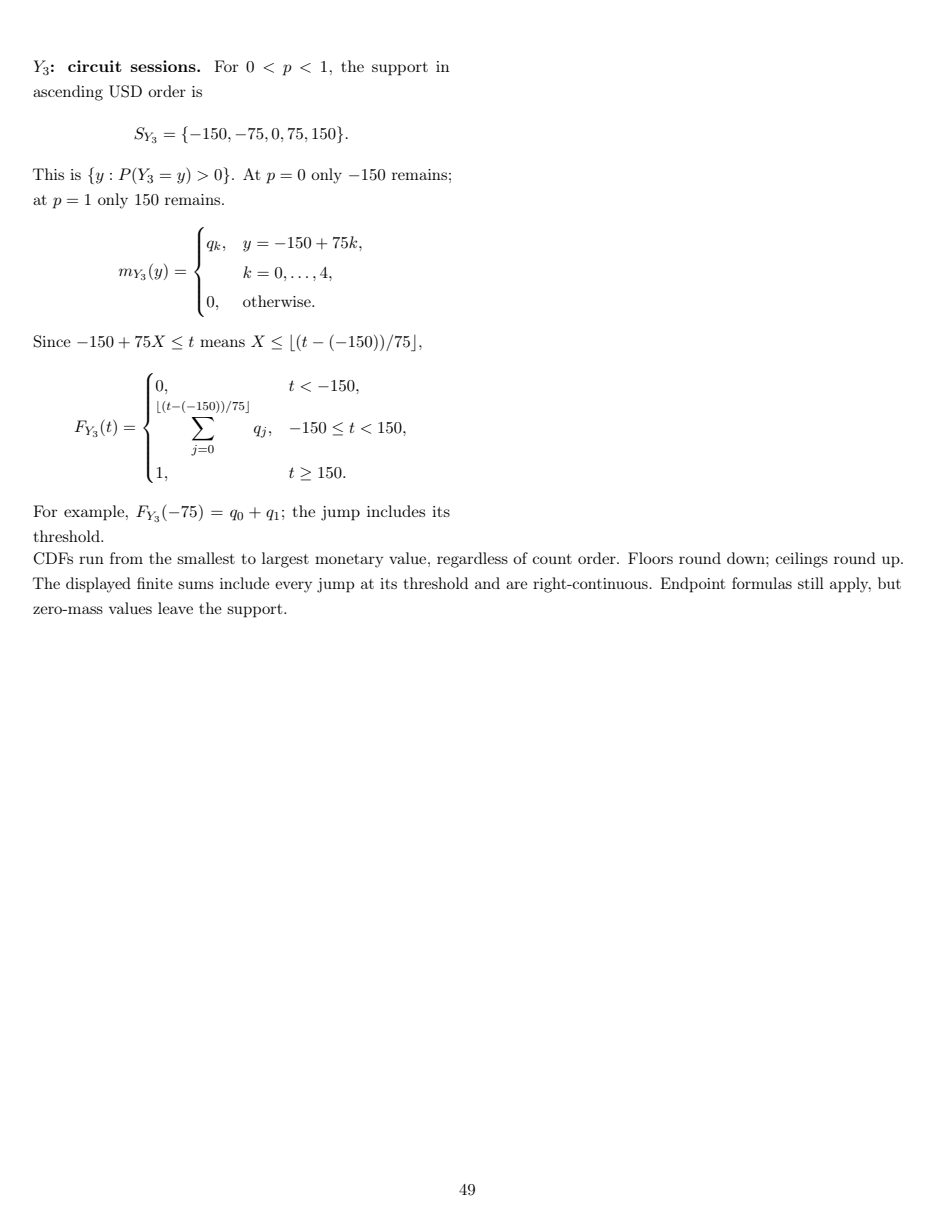 Y₃: circuit sessions. For 0 < p < 1, the support in
ascending USD order is
S_{Y₃} = {−150, −75, 0, 75, 150}.
This is {y : P(Y₃ = y) > 0}. At p = 0 only −150 remains;
at p = 1 only 150 remains.
m_{Y₃}(y) = { q_k, y = −150 + 75k,
k = 0, . . . , 4,
0, otherwise.
Since −150 + 75X ≤ t means X ≤ ⌊(t − (−150))/75⌋,
F_{Y₃}(t) = { 0, t < −150,
∑_{j=0}^{⌊(t−(−150))/75⌋} q_j, −150 ≤ t < 150,
1, t ≥ 150.
For example, F_{Y₃}(−75) = q₀ + q₁; the jump includes its
threshold.
CDFs run from the smallest to largest monetary value, regardless of count order. Floors round down; ceilings round up.
The displayed finite sums include every jump at its threshold and are right-continuous. Endpoint formulas still apply, but
zero-mass values leave the support.
49